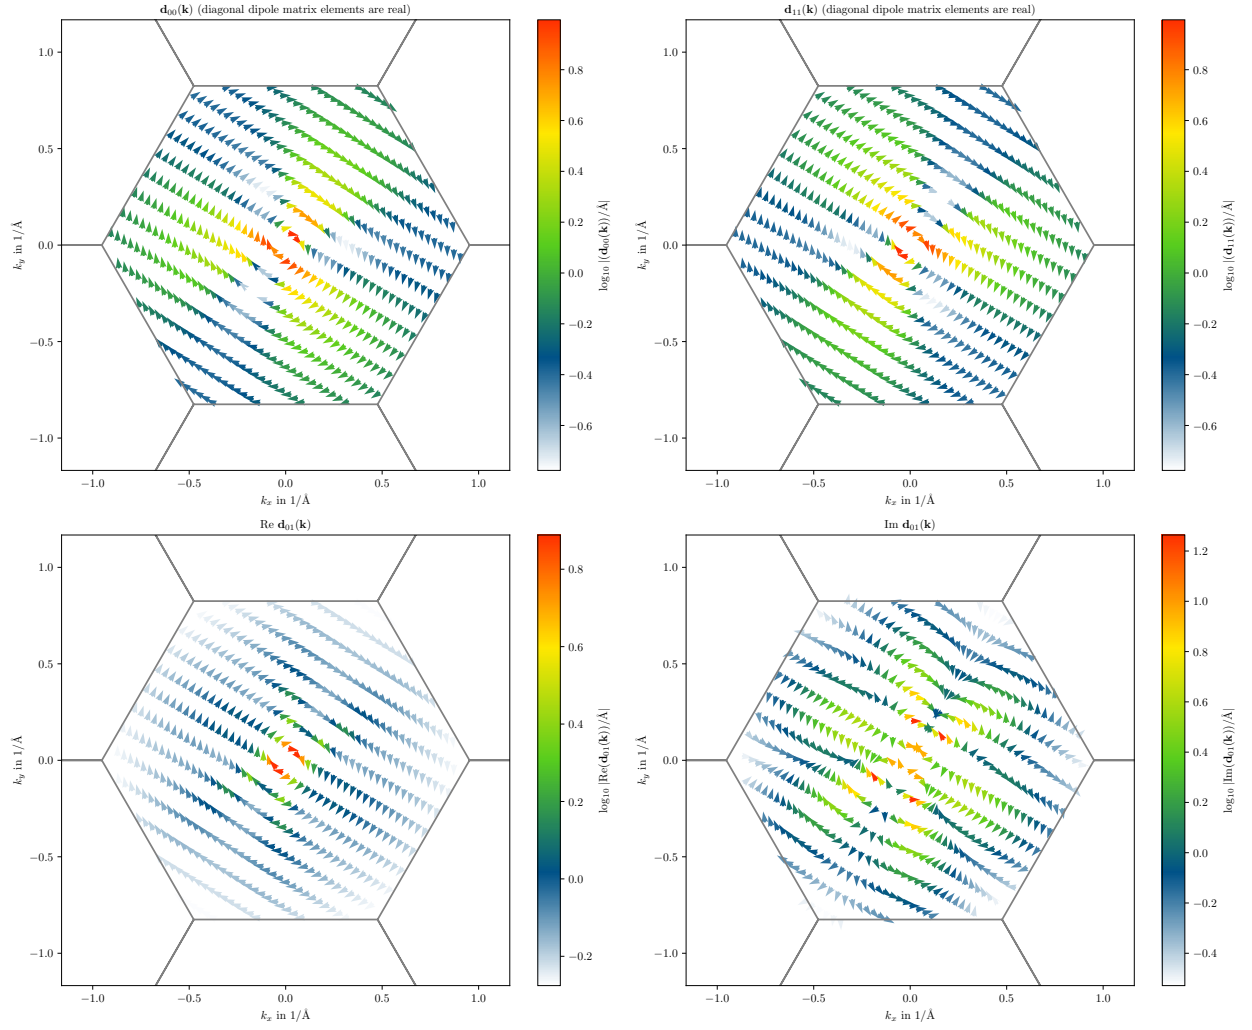 d₀₀(k) (diagonal dipole matrix elements are real)
1.0
0.5
0.0
−0.5
−1.0
k_y in 1/Å
−1.0 −0.5 0.0 0.5 1.0
k_x in 1/Å
0.8
0.6
0.4
0.2
0.0
−0.2
−0.4
−0.6
log₁₀ |(d₀₀(k))/Å|
d₁₁(k) (diagonal dipole matrix elements are real)
1.0
0.5
0.0
−0.5
−1.0
k_y in 1/Å
−1.0 −0.5 0.0 0.5 1.0
k_x in 1/Å
0.8
0.6
0.4
0.2
0.0
−0.2
−0.4
−0.6
log₁₀ |(d₁₁(k))/Å|
Re d₀₁(k)
1.0
0.5
0.0
−0.5
−1.0
k_y in 1/Å
−1.0 −0.5 0.0 0.5 1.0
k_x in 1/Å
0.8
0.6
0.4
0.2
0.0
−0.2
log₁₀ |Re(d₀₁(k))/Å|
Im d₀₁(k)
1.0
0.5
0.0
−0.5
−1.0
k_y in 1/Å
−1.0 −0.5 0.0 0.5 1.0
k_x in 1/Å
1.2
1.0
0.8
0.6
0.4
0.2
0.0
−0.2
−0.4
log₁₀ |Im(d₀₁(k))/Å|